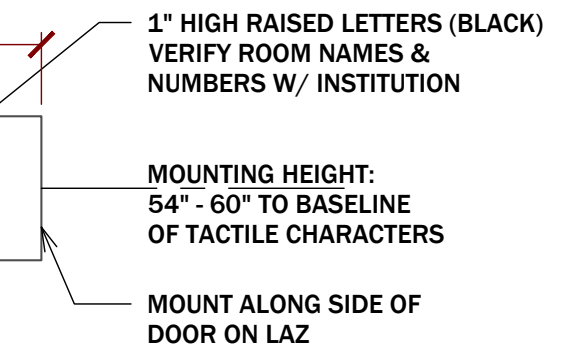 1" HIGH RAISED LETTERS (BLACK)
VERIFY ROOM NAMES &
NUMBERS W/ INSTITUTION
MOUNTING HEIGHT:
54" - 60" TO BASELINE
OF TACTILE CHARACTERS
MOUNT ALONG SIDE OF
DOOR ON LAZ